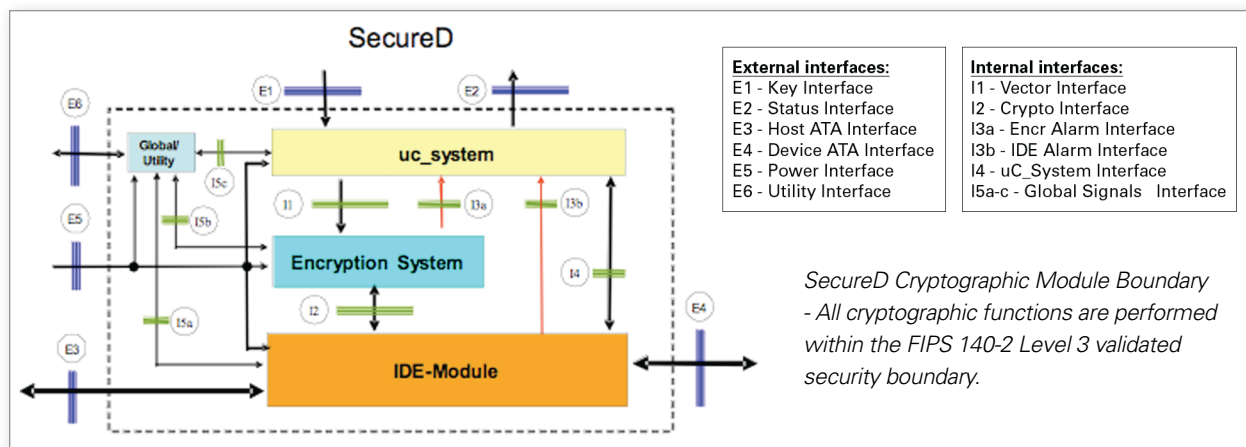 SecureD
E1
E2
E6
Global/
Utility
uc_system
I5c
I1
I3a
I3b
E5
I5b
Encryption System
I4
I2
I5a
E3
IDE-Module
E4
External interfaces:
E1 - Key Interface
E2 - Status Interface
E3 - Host ATA Interface
E4 - Device ATA Interface
E5 - Power Interface
E6 - Utility Interface
Internal interfaces:
I1 - Vector Interface
I2 - Crypto Interface
I3a - Encr Alarm Interface
I3b - IDE Alarm Interface
I4 - uC_System Interface
I5a-c - Global Signals Interface
SecureD Cryptographic Module Boundary
- All cryptographic functions are performed
within the FIPS 140-2 Level 3 validated
security boundary.